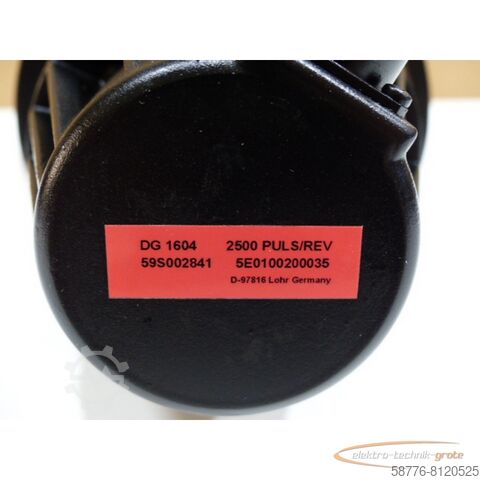 DG 1604 2500 PULS/REV
59S002841 5E0100200035
D-97816 Lohr Germany
elektro-technik-grote
58776-8120525